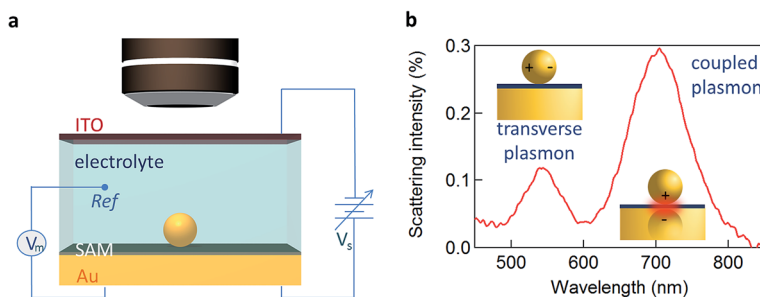 a
ITO
electrolyte
Ref
Vm
SAM
Au
Vs
b
Scattering intensity (%)
0.3
0.2
0.1
0.0
coupled
plasmon
+ -
transverse
plasmon
+
-
500
600
700
800
Wavelength (nm)